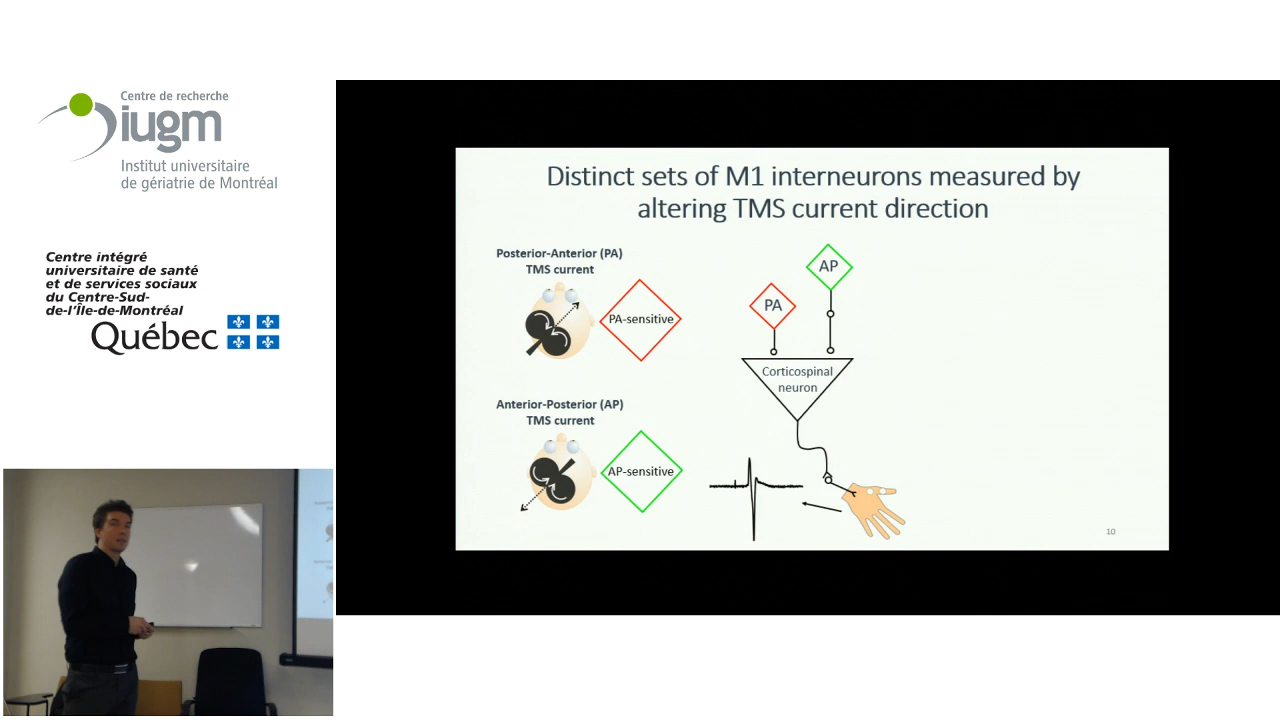 Centre de recherche
iugm
Institut universitaire
de gériatrie de Montréal
Centre intégré
universitaire de santé
et de services sociaux
du Centre-Sud-
de-l'Île-de-Montréal
Québec
Distinct sets of M1 interneurons measured by
altering TMS current direction
Posterior-Anterior (PA)
TMS current
PA-sensitive
Anterior-Posterior (AP)
TMS current
AP-sensitive
AP
PA
Corticospinal
neuron
10